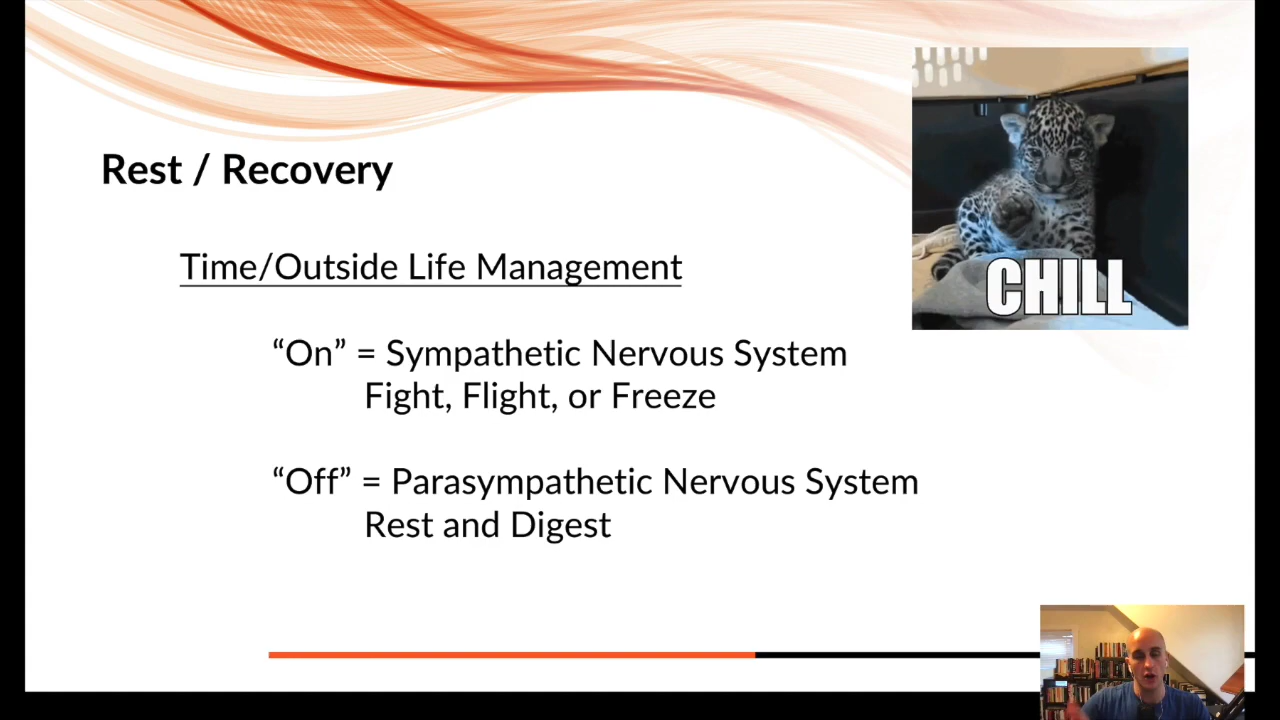 Rest / Recovery
Time/Outside Life Management
“On” = Sympathetic Nervous System
Fight, Flight, or Freeze
“Off” = Parasympathetic Nervous System
Rest and Digest
CHILL